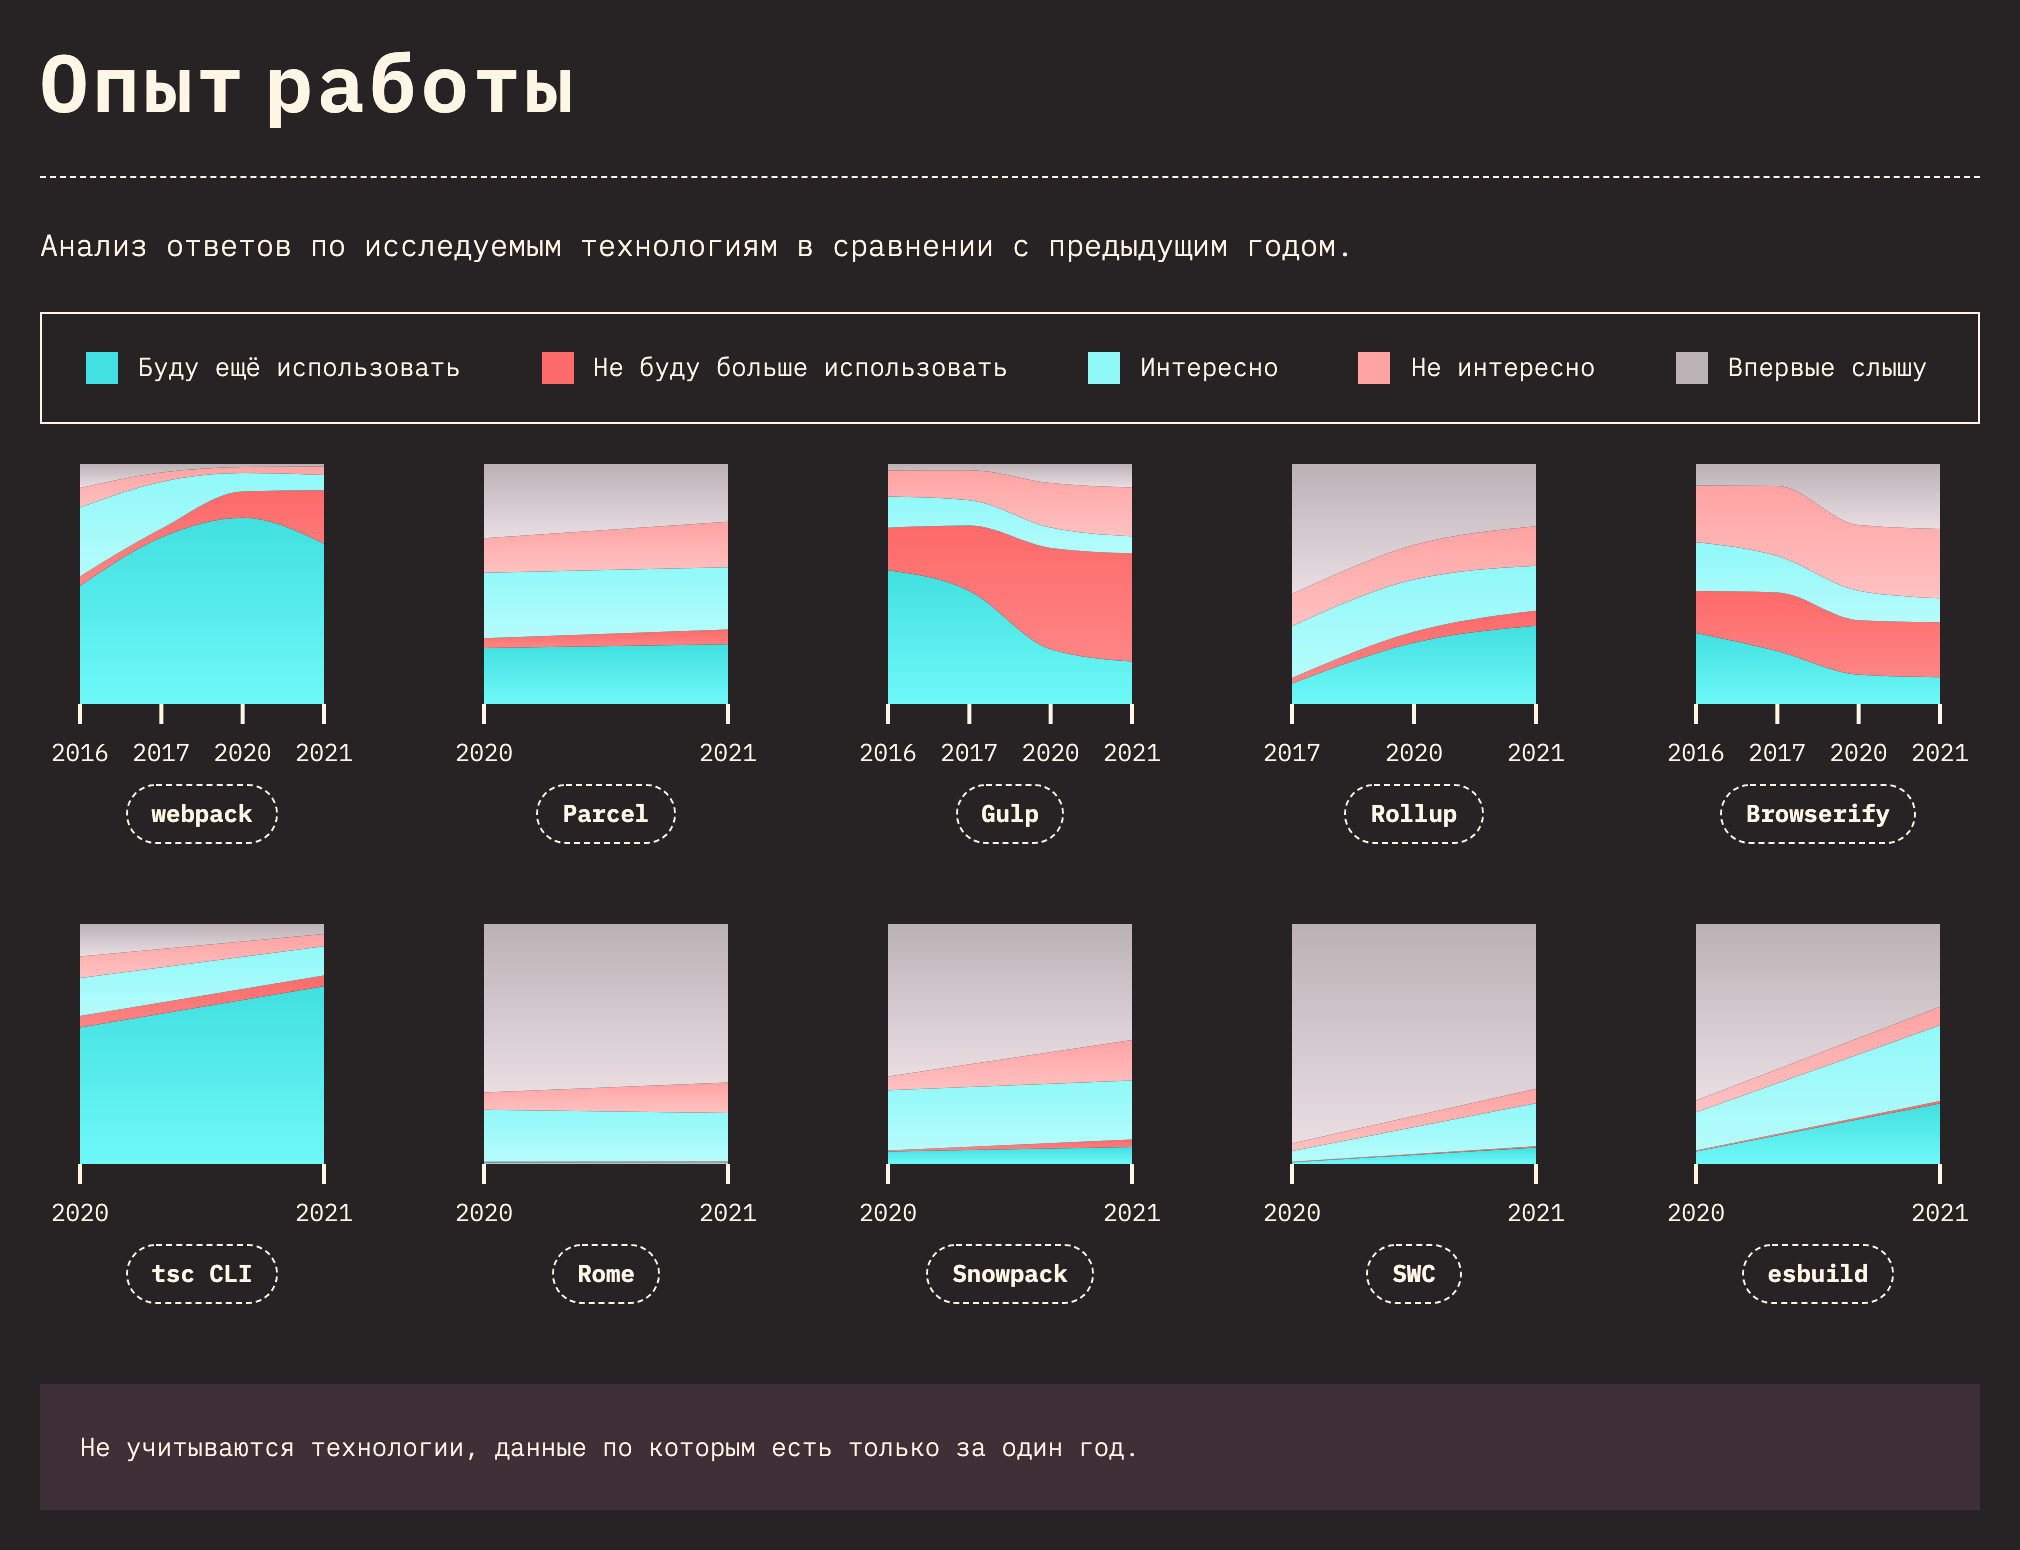 Опыт работы
Анализ ответов по исследуемым технологиям в сравнении с предыдущим годом.
Буду ещё использовать Не буду больше использовать Интересно Не интересно Впервые слышу
2016 2017 2020 2021 2020 2021 2016 2017 2020 2021 2017 2020 2021 2016 2017 2020 2021
webpack Parcel Gulp Rollup Browserify
2020 2021 2020 2021 2020 2021 2020 2021 2020 2021
tsc CLI Rome Snowpack SWC esbuild
Не учитываются технологии, данные по которым есть только за один год.